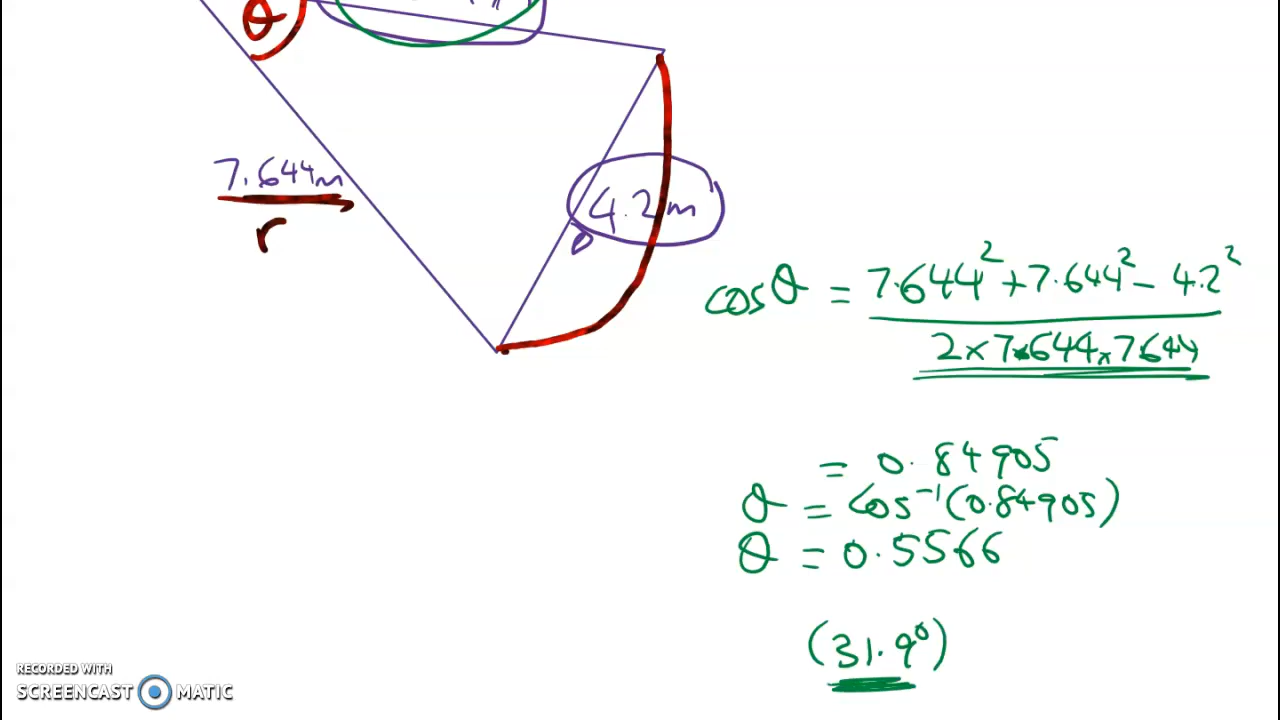 θ
7.644m
r
4.2m
cosθ = 7.644² + 7.644² − 4.2²
2 × 7.644 × 7.644
= 0.84905
θ = cos⁻¹(0.84905)
θ = 0.5566
(31.9°)
RECORDED WITH
SCREENCAST MATIC